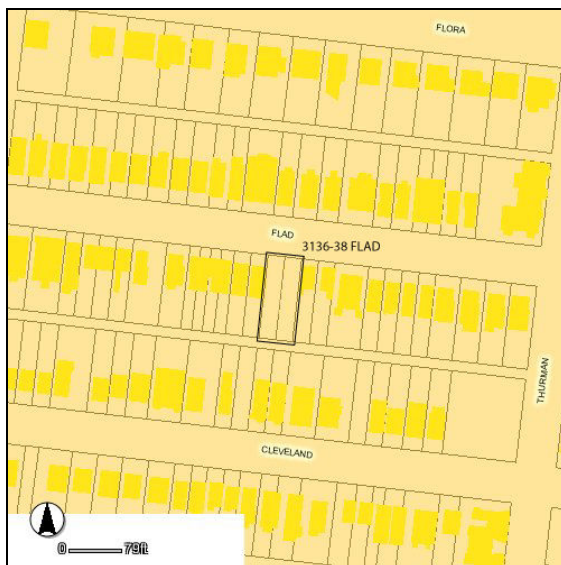 FLORA
FLAD
3136-38 FLAD
THURMAN
CLEVELAND
0 79ft